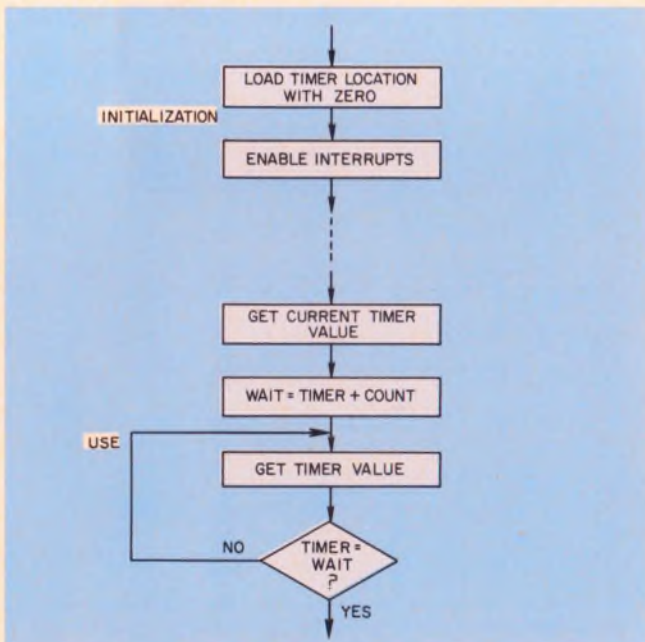 LOAD TIMER LOCATION
WITH ZERO
INITIALIZATION
ENABLE INTERRUPTS
GET CURRENT TIMER
VALUE
WAIT = TIMER + COUNT
USE
GET TIMER VALUE
NO
TIMER =
WAIT
?
YES